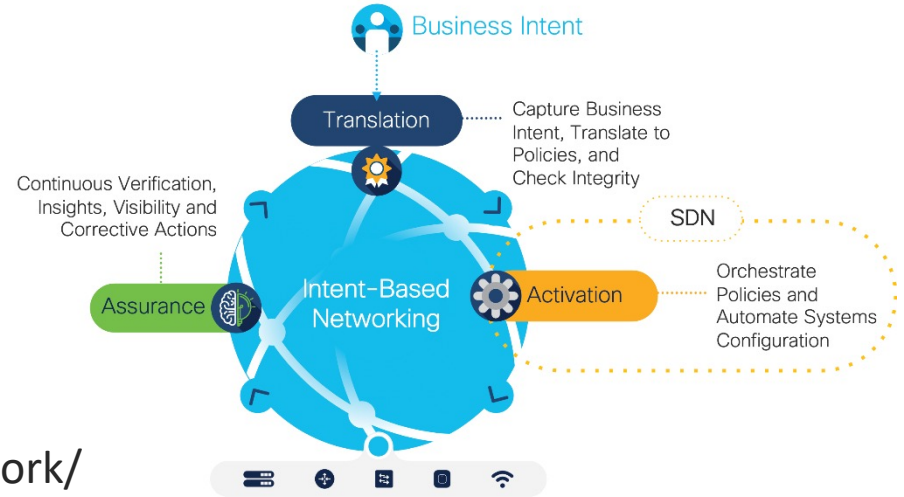 Business Intent
Translation
Capture Business
Intent, Translate to
Policies, and
Check Integrity
Continuous Verification,
Insights, Visibility and
Corrective Actions
SDN
Assurance
Intent-Based
Networking
Activation
Orchestrate
Policies and
Automate Systems
Configuration
ork/